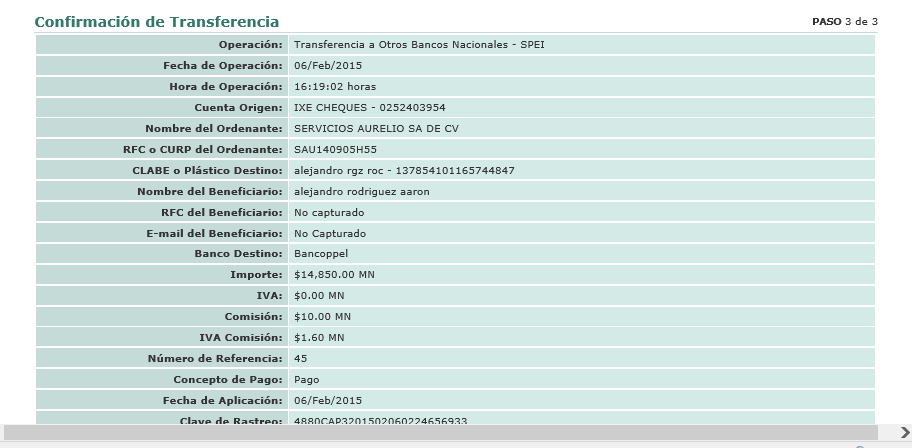 Confirmación de Transferencia PASO 3 de 3
Operación: Transferencia a Otros Bancos Nacionales - SPEI
Fecha de Operación: 06/Feb/2015
Hora de Operación: 16:19:02 horas
Cuenta Origen: IXE CHEQUES - 0252403954
Nombre del Ordenante: SERVICIOS AURELIO SA DE CV
RFC o CURP del Ordenante: SAU140905H55
CLABE o Plástico Destino: alejandro rgz roc - 137854101165744847
Nombre del Beneficiario: alejandro rodriguez aaron
RFC del Beneficiario: No capturado
E-mail del Beneficiario: No Capturado
Banco Destino: Bancoppel
Importe: $14,850.00 MN
IVA: $0.00 MN
Comisión: $10.00 MN
IVA Comisión: $1.60 MN
Número de Referencia: 45
Concepto de Pago: Pago
Fecha de Aplicación: 06/Feb/2015
Clave de Rastreo: 4880CAP3201502060224656933